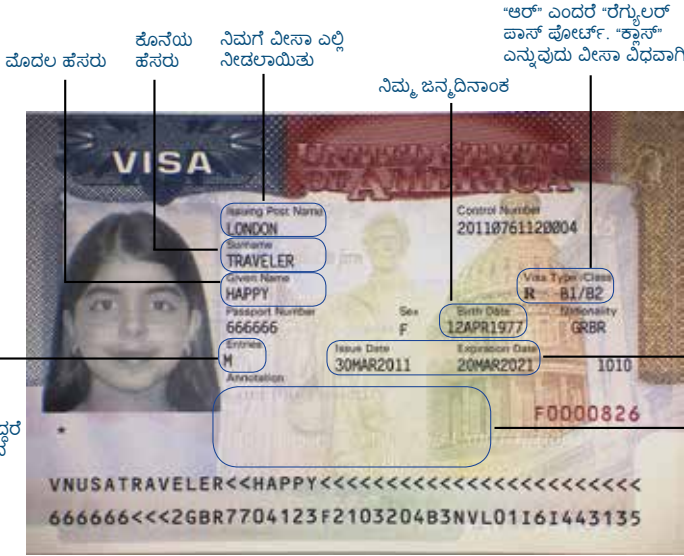 "ಆರ್" ಎಂದರೆ "ರೆಗ್ಯುಲರ್
ಪಾಸ್ ಪೋರ್ಟ್. "ಕ್ಲಾಸ್"
ಎನ್ನುವುದು ವೀಸಾ ವಿಧವಾಗಿ
ಮೊದಲ ಹೆಸರು
ಕೊನೆಯ
ಹೆಸರು
ನಿಮಗೆ ವೀಸಾ ಎಲ್ಲಿ
ನೀಡಲಾಯಿತು
ನಿಮ್ಮ ಜನ್ಮದಿನಾಂಕ
VISA
UNITED STATES
OF AMERICA
Issuing Post Name
LONDON
Control Number
20110761120004
Surname
TRAVELER
Given Name
HAPPY
Visa Type /Class
R B1/B2
Passport Number
666666
Sex
F
Birth Date
12APR1977
Nationality
GRBR
Entries
M
Issue Date
30MAR2011
Expiration Date
20MAR2021
1010
Annotation
F0000826
*
VNUSATRAVELER<<HAPPY<<<<<<<<<<<<<<<<<<<<<<<<
666666<<<2GBR7704123F2103204B3NVL01I6I443135